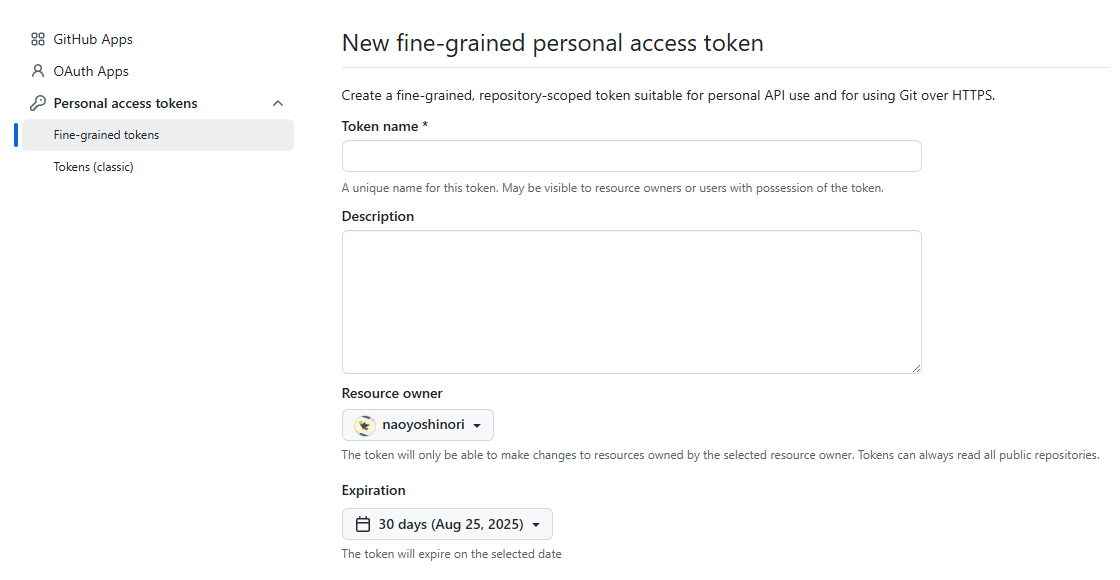 GitHub Apps
OAuth Apps
Personal access tokens
Fine-grained tokens
Tokens (classic)
New fine-grained personal access token
Create a fine-grained, repository-scoped token suitable for personal API use and for using Git over HTTPS.
Token name *
A unique name for this token. May be visible to resource owners or users with possession of the token.
Description
Resource owner
naoyoshinori
The token will only be able to make changes to resources owned by the selected resource owner. Tokens can always read all public repositories.
Expiration
30 days (Aug 25, 2025)
The token will expire on the selected date